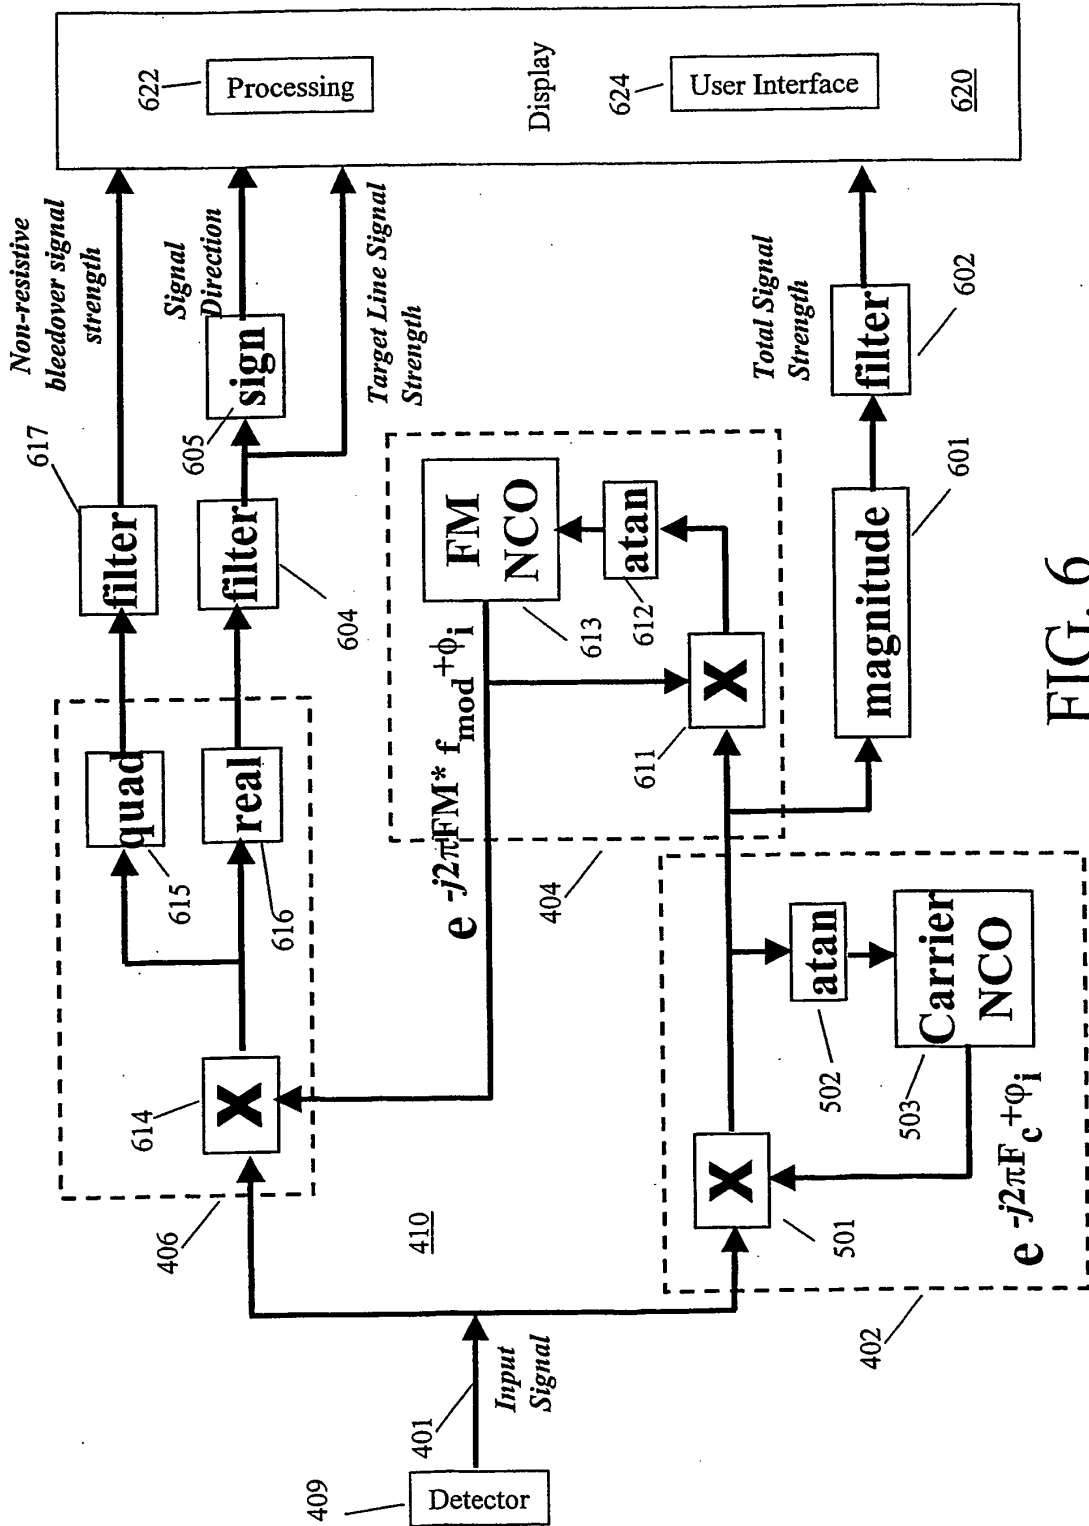 409
Detector
401
Input
Signal
410
406
614
X
615
quad
616
real
617
filter
604
filter
605
sign
Non-resistive
bleedover signal
strength
Signal
Direction
Target Line Signal
Strength
e -j2πFM* f mod +ϕi
404
FM
NCO
613
atan
612
X
611
402
X
501
atan
502
Carrier
NCO
503
e -j2πFc+φi
magnitude
601
filter
602
Total Signal
Strength
622
Processing
Display
624
User Interface
620
FIG. 6